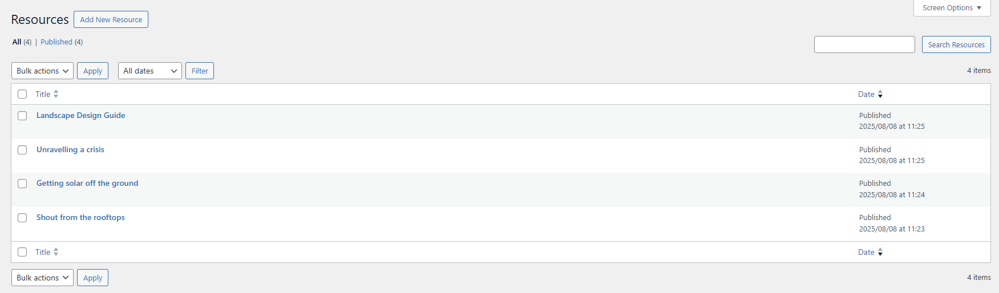 Screen Options
Resources Add New Resource
All (4) | Published (4)
Search Resources
Bulk actions Apply All dates Filter 4 items
Title Date
Landscape Design Guide Published
2025/08/08 at 11:25
Unravelling a crisis Published
2025/08/08 at 11:25
Getting solar off the ground Published
2025/08/08 at 11:24
Shout from the rooftops Published
2025/08/08 at 11:23
Title Date
Bulk actions Apply 4 items